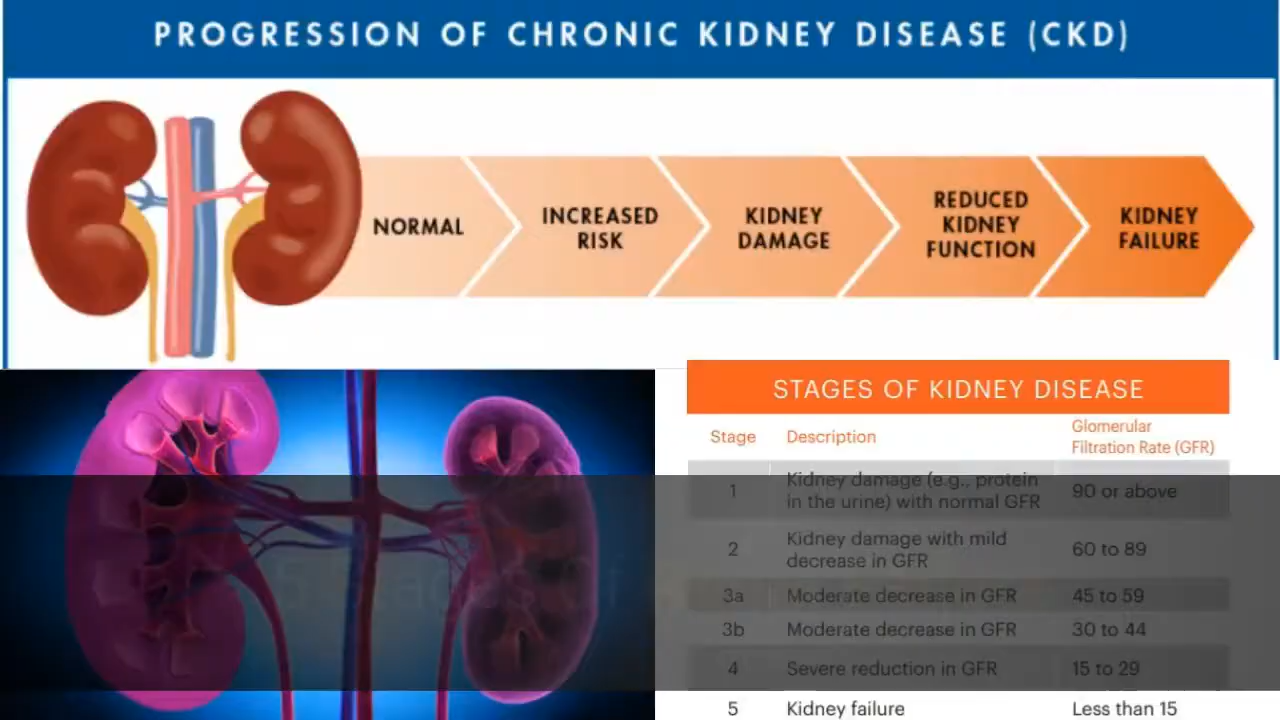 PROGRESSION OF CHRONIC KIDNEY DISEASE (CKD)
NORMAL
INCREASED
RISK
KIDNEY
DAMAGE
REDUCED
KIDNEY
FUNCTION
KIDNEY
FAILURE
STAGES OF KIDNEY DISEASE
Stage Description Glomerular
Filtration Rate (GFR)
1 Kidney damage (e.g., protein
in the urine) with normal GFR 90 or above
2 Kidney damage with mild
decrease in GFR 60 to 89
3a Moderate decrease in GFR 45 to 59
3b Moderate decrease in GFR 30 to 44
4 Severe reduction in GFR 15 to 29
5 Kidney failure Less than 15
5 Stages Of